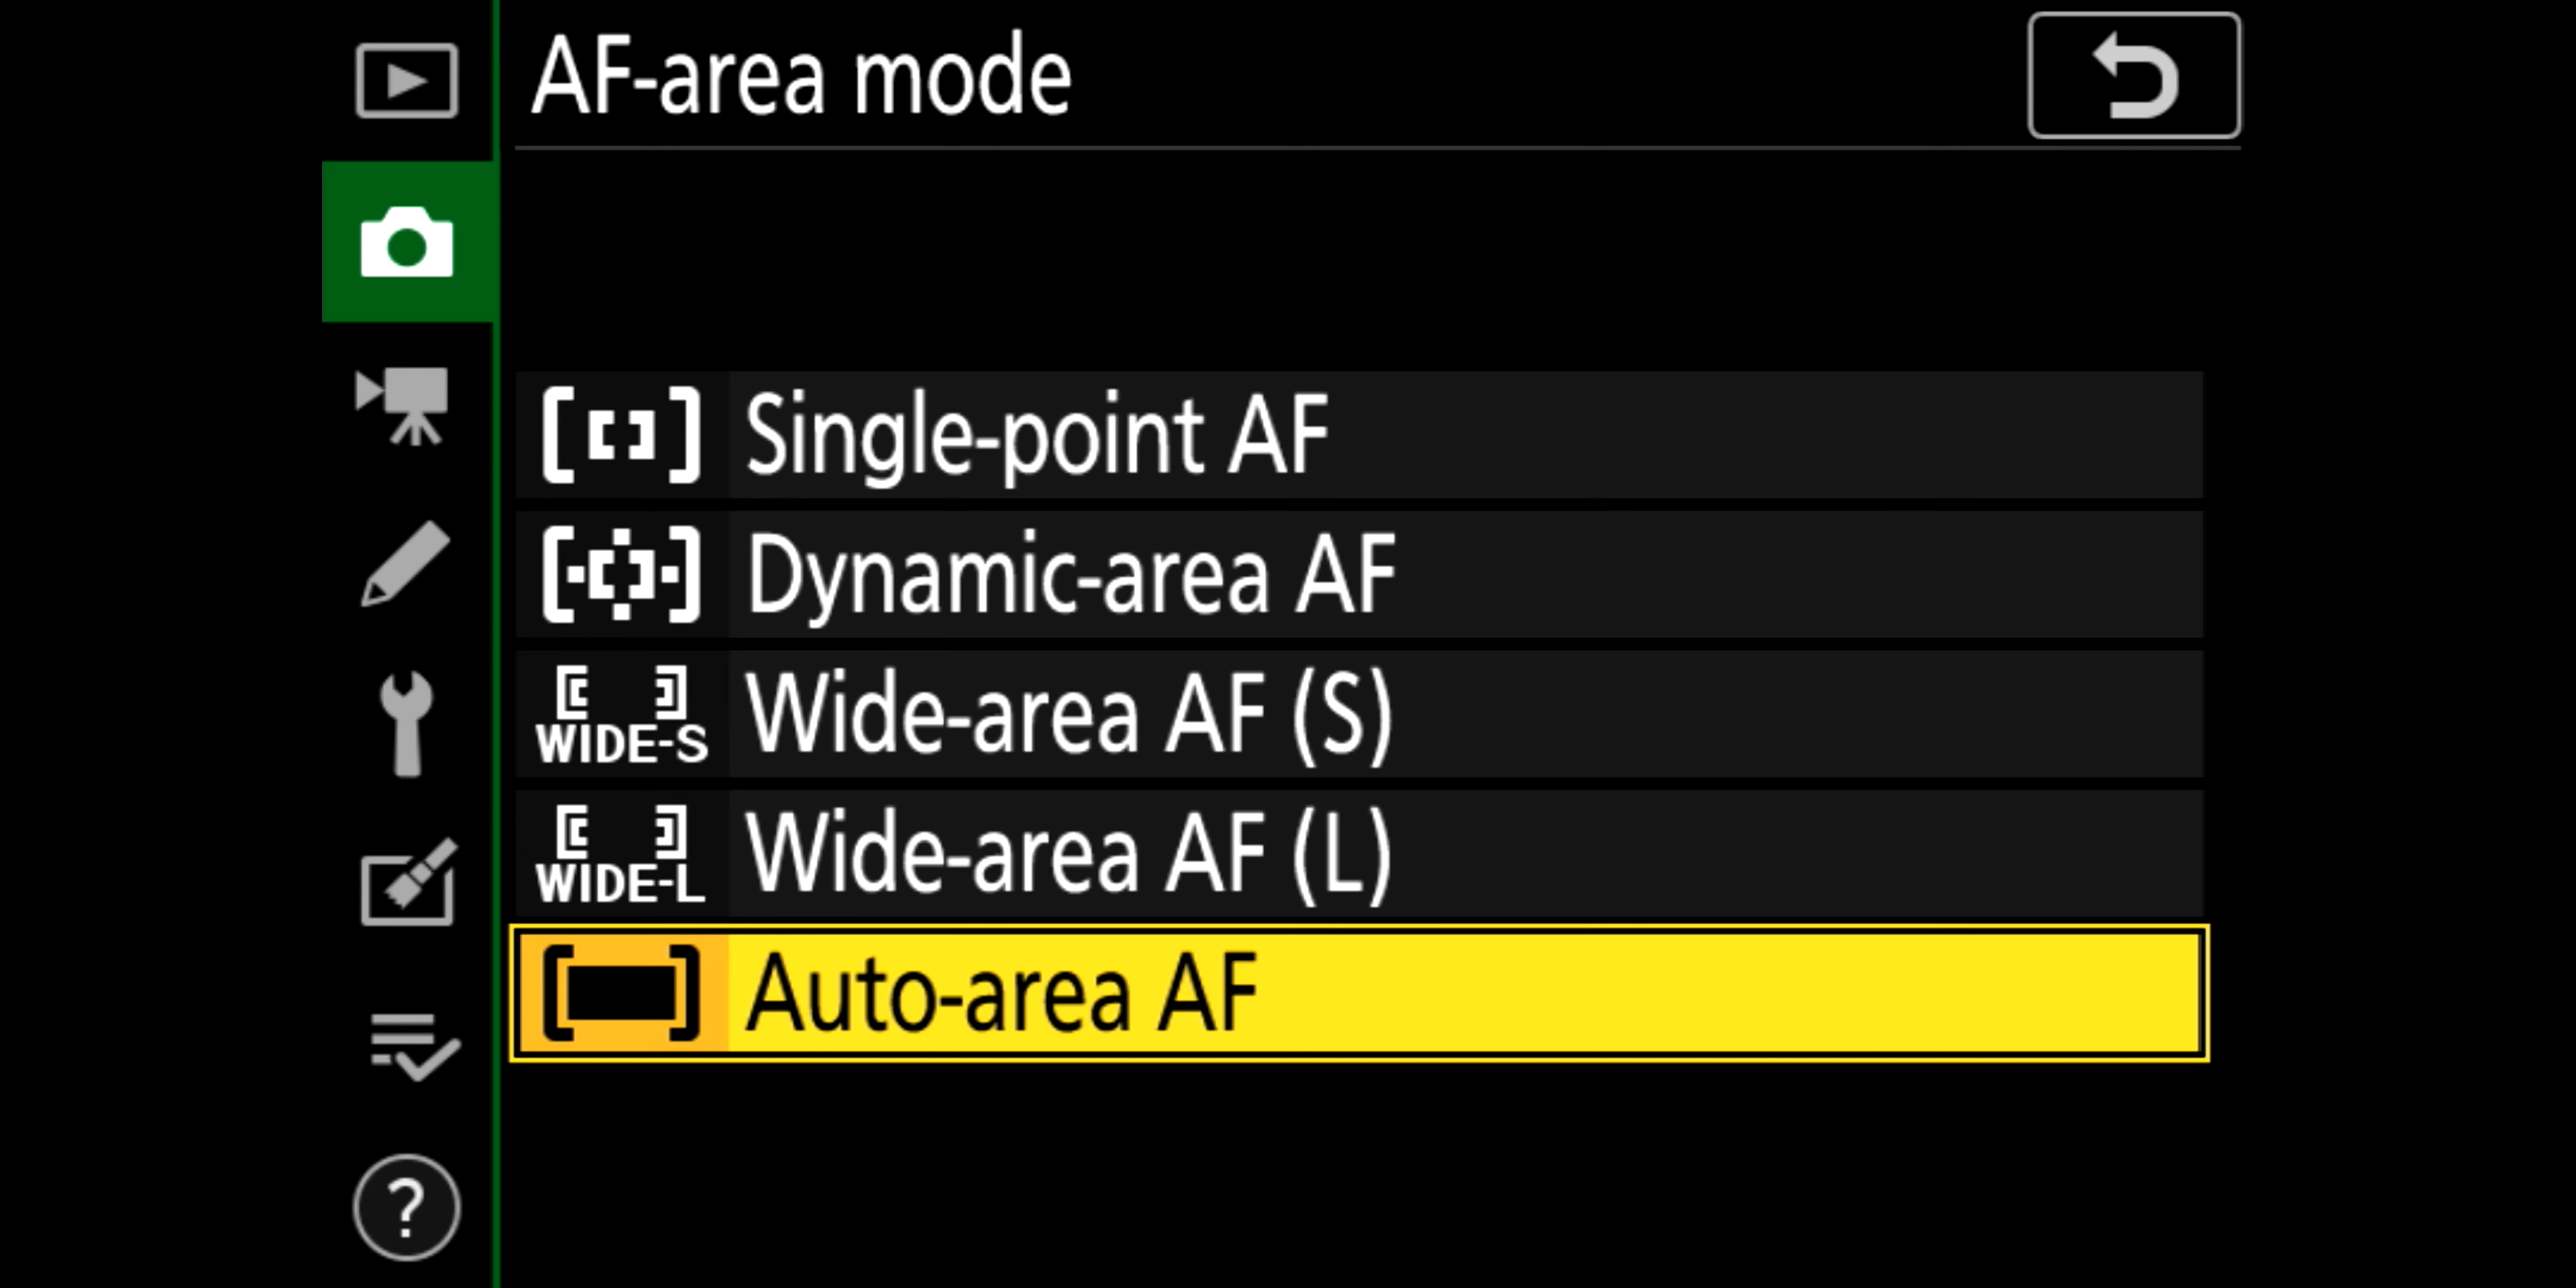 AF-area mode
Single-point AF
Dynamic-area AF
WIDE-S Wide-area AF (S)
WIDE-L Wide-area AF (L)
Auto-area AF
?